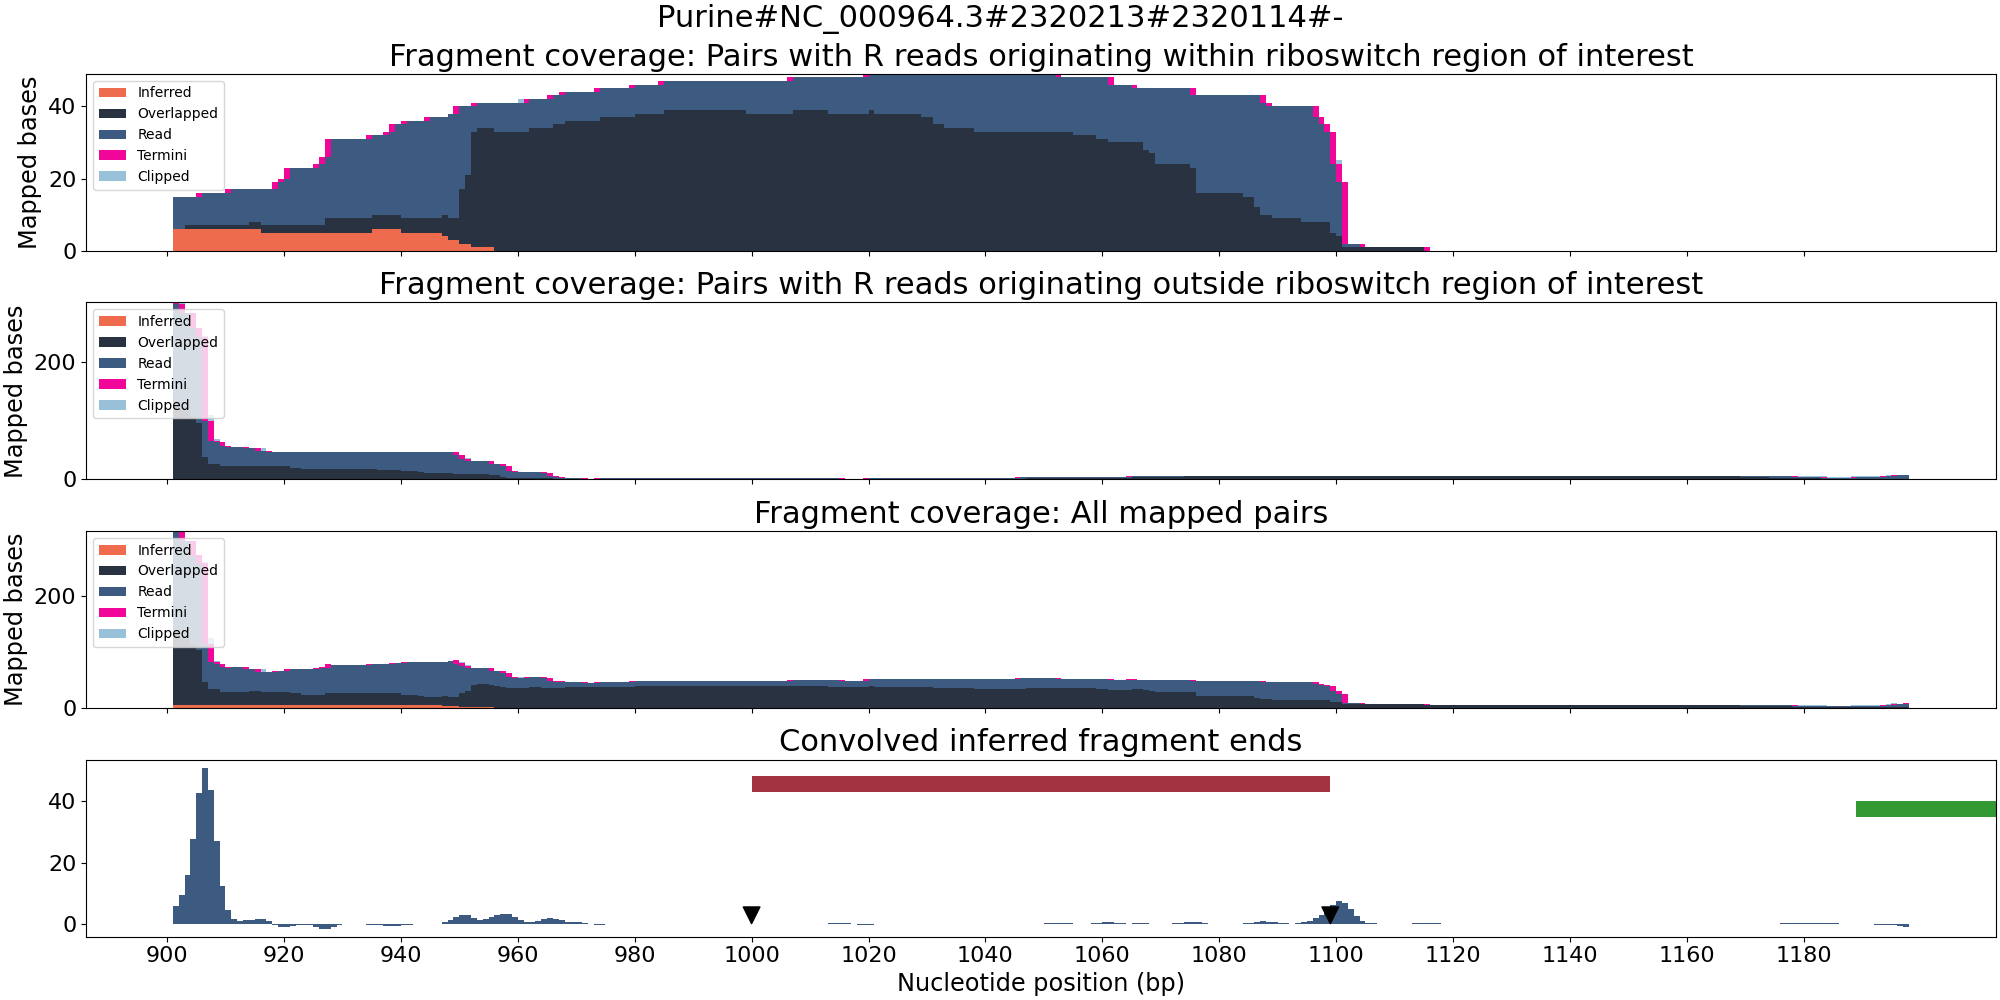 Purine#NC_000964.3#2320213#2320114#-
Fragment coverage: Pairs with R reads originating within riboswitch region of interest
Mapped bases
40
20
0
Inferred
Overlapped
Read
Termini
Clipped
Fragment coverage: Pairs with R reads originating outside riboswitch region of interest
Mapped bases
200
0
Inferred
Overlapped
Read
Termini
Clipped
Fragment coverage: All mapped pairs
Mapped bases
200
0
Inferred
Overlapped
Read
Termini
Clipped
Convolved inferred fragment ends
40
20
0
900 920 940 960 980 1000 1020 1040 1060 1080 1100 1120 1140 1160 1180
Nucleotide position (bp)